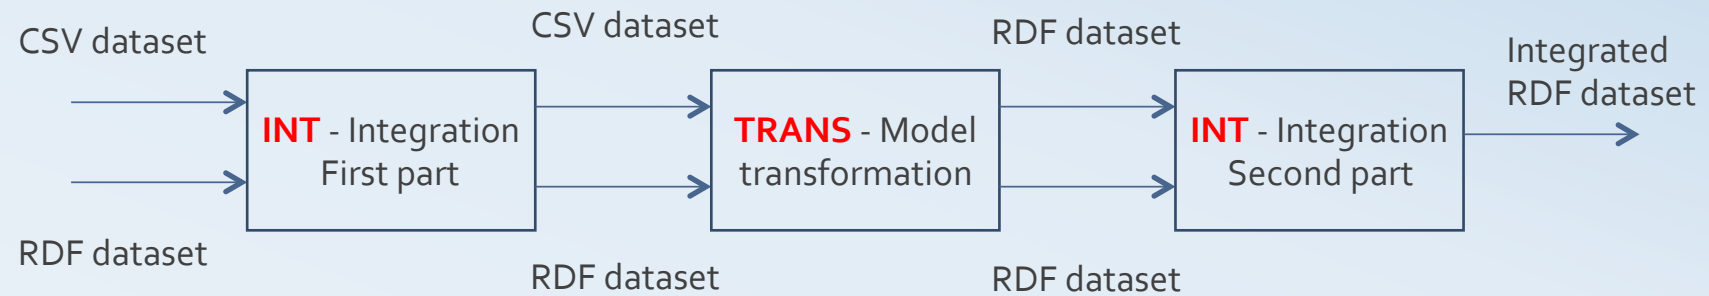 CSV dataset
CSV dataset
RDF dataset
Integrated
RDF dataset
INT - Integration
First part
TRANS - Model
transformation
INT - Integration
Second part
RDF dataset
RDF dataset
RDF dataset